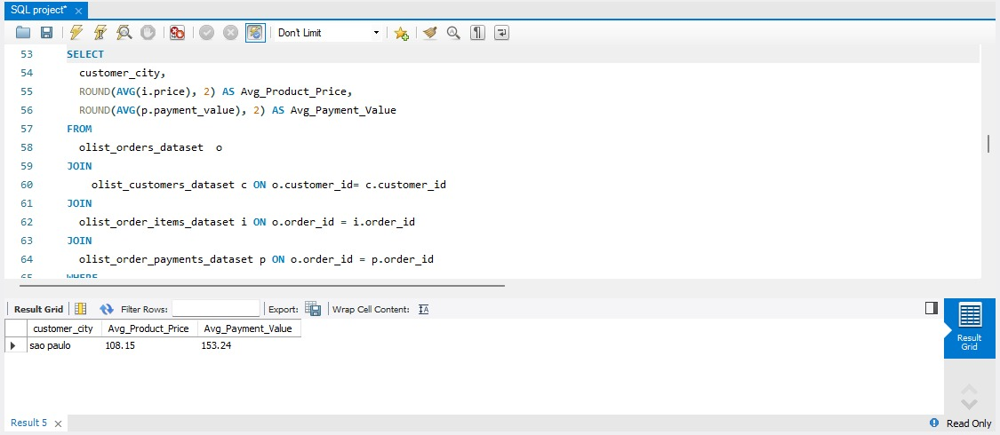 SQL project*
Don't Limit
53 SELECT
54 customer_city,
55 ROUND(AVG(i.price), 2) AS Avg_Product_Price,
56 ROUND(AVG(p.payment_value), 2) AS Avg_Payment_Value
57 FROM
58 olist_orders_dataset  o
59 JOIN
60 olist_customers_dataset c ON o.customer_id= c.customer_id
61 JOIN
62 olist_order_items_dataset i ON o.order_id = i.order_id
63 JOIN
64 olist_order_payments_dataset p ON o.order_id = p.order_id
65 WHERE
Result Grid Filter Rows: Export: Wrap Cell Content: IA
customer_city Avg_Product_Price Avg_Payment_Value
sao paulo 108.15 153.24
Result
Grid
Result 5
Read Only